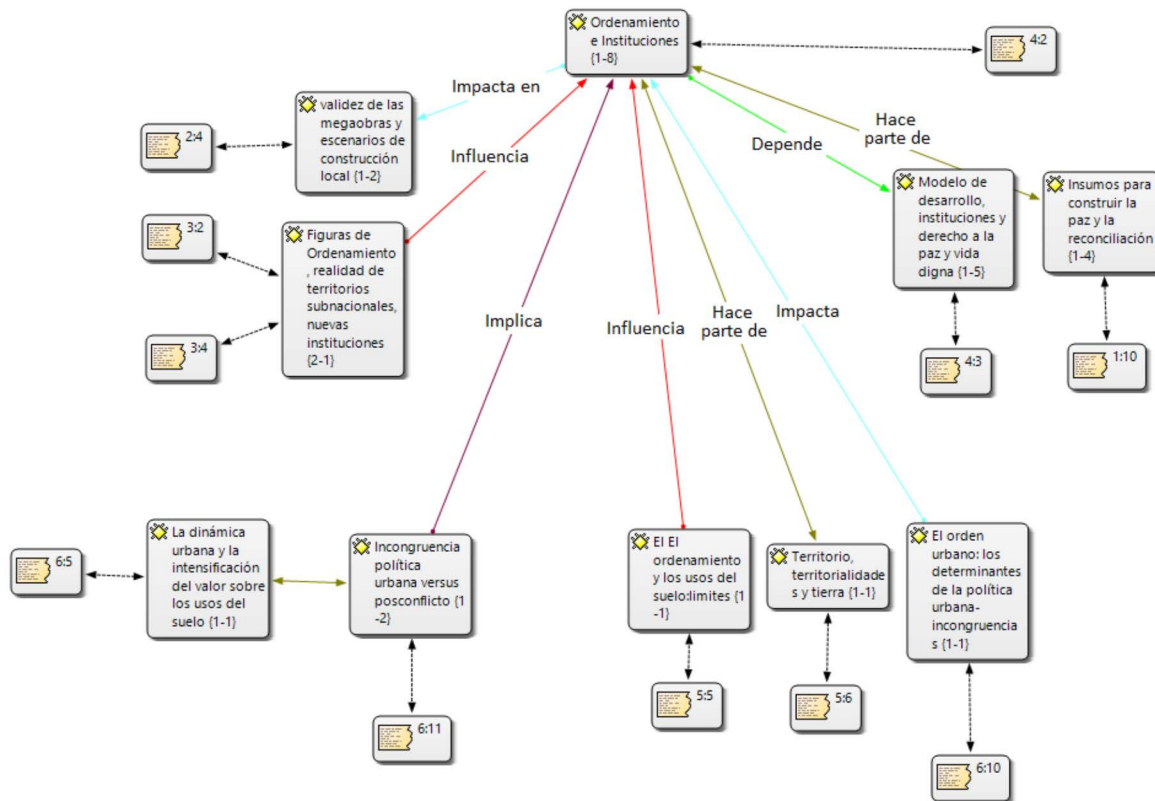 Ordenamiento
e Instituciones
{1-8}
4:2
Impacta en
validez de las
megaobras y
escenarios de
construcción
local {1-2}
2:4
Influencia
Hace
parte de
Depende
Modelo de
desarrollo,
instituciones y
derecho a la
paz y vida
digna {1-5}
Insumos para
construir la
paz y la
reconciliación
{1-4}
3:2
Figuras de
Ordenamiento
, realidad de
territorios
subnacionales,
nuevas
instituciones
{2-1}
3:4
Implica
Influencia
Hace
parte de
Impacta
4:3
1:10
6:5
La dinámica
urbana y la
intensificación
del valor sobre
los usos del
suelo {1-1}
Incongruencia
política
urbana versus
posconflicto {1
-2}
El El
ordenamiento
y los usos del
suelo:limites {1
-1}
Territorio,
territorialidade
s y tierra {1-1}
El orden
urbano: los
determinantes
de la política
urbana-
incongruencia
s {1-1}
6:11
5:5
5:6
6:10